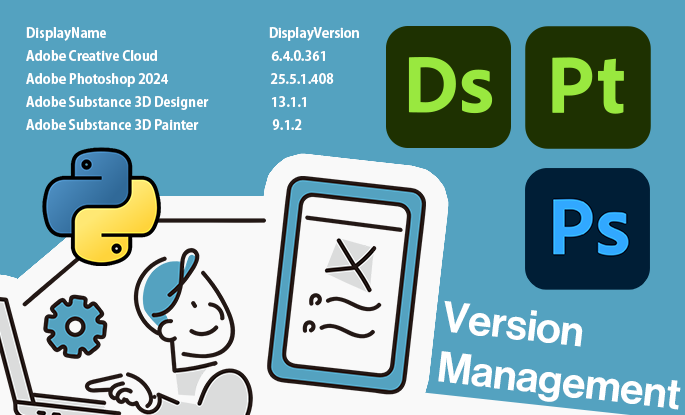 DisplayName DisplayVersion
Adobe Creative Cloud 6.4.0.361
Adobe Photoshop 2024 25.5.1.408
Adobe Substance 3D Designer 13.1.1
Adobe Substance 3D Painter 9.1.2
Ds Pt
Ps
Version
Management